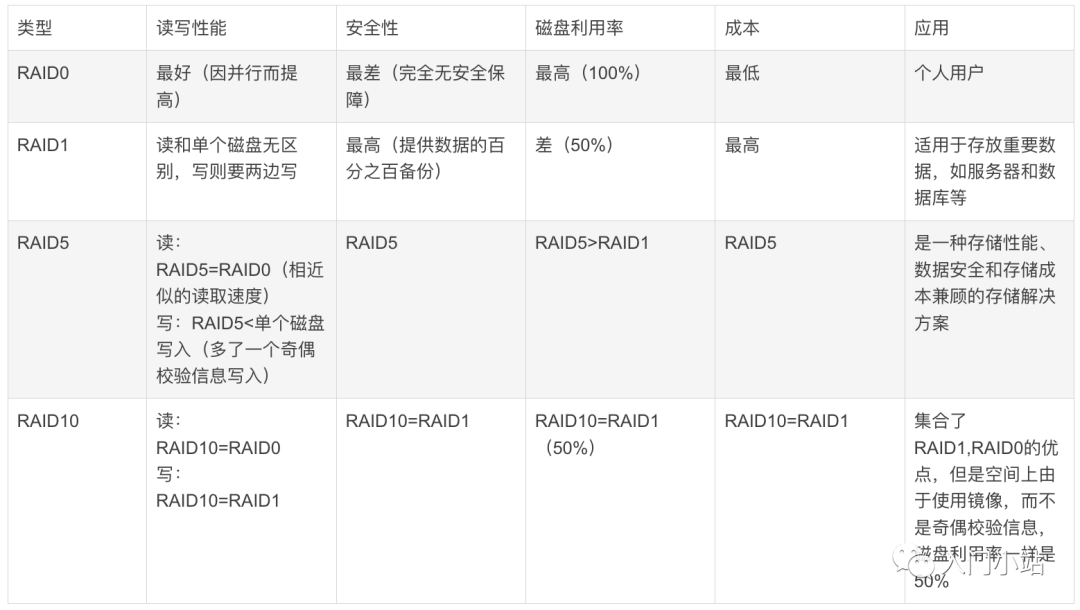 类型
读写性能
安全性
磁盘利用率
成本
应用
RAID0
最好（因并行而提
高）
最差（完全无安全保
障）
最高（100%）
最低
个人用户
RAID1
读和单个磁盘无区
别，写则要两边写
最高（提供数据的百
分之百备份）
差（50%）
最高
适用于存放重要数
据，如服务器和数
据库等
RAID5
读：
RAID5=RAID0（相近
似的读取速度）
写：RAID5<单个磁盘
写入（多了一个奇偶
校验信息写入）
RAID5
RAID5>RAID1
RAID5
是一种存储性能、
数据安全和存储成
本兼顾的存储解决
方案
RAID10
读：
RAID10=RAID0
写：
RAID10=RAID1
RAID10=RAID1
RAID10=RAID1
（50%）
RAID10=RAID1
集合了
RAID1,RAID0的优
点，但是空间上由
于使用镜像，而不
是奇偶校验信息，
磁盘利用率一样是
50%
入门小站